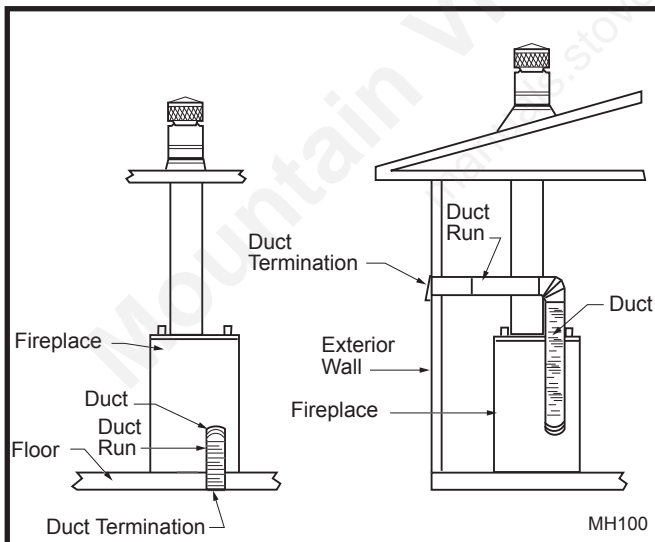 Duct
Termination
Duct
Run
Duct
Exterior
Wall
Fireplace
Fireplace
Duct
Duct
Run
Floor
Duct Termination
MH100